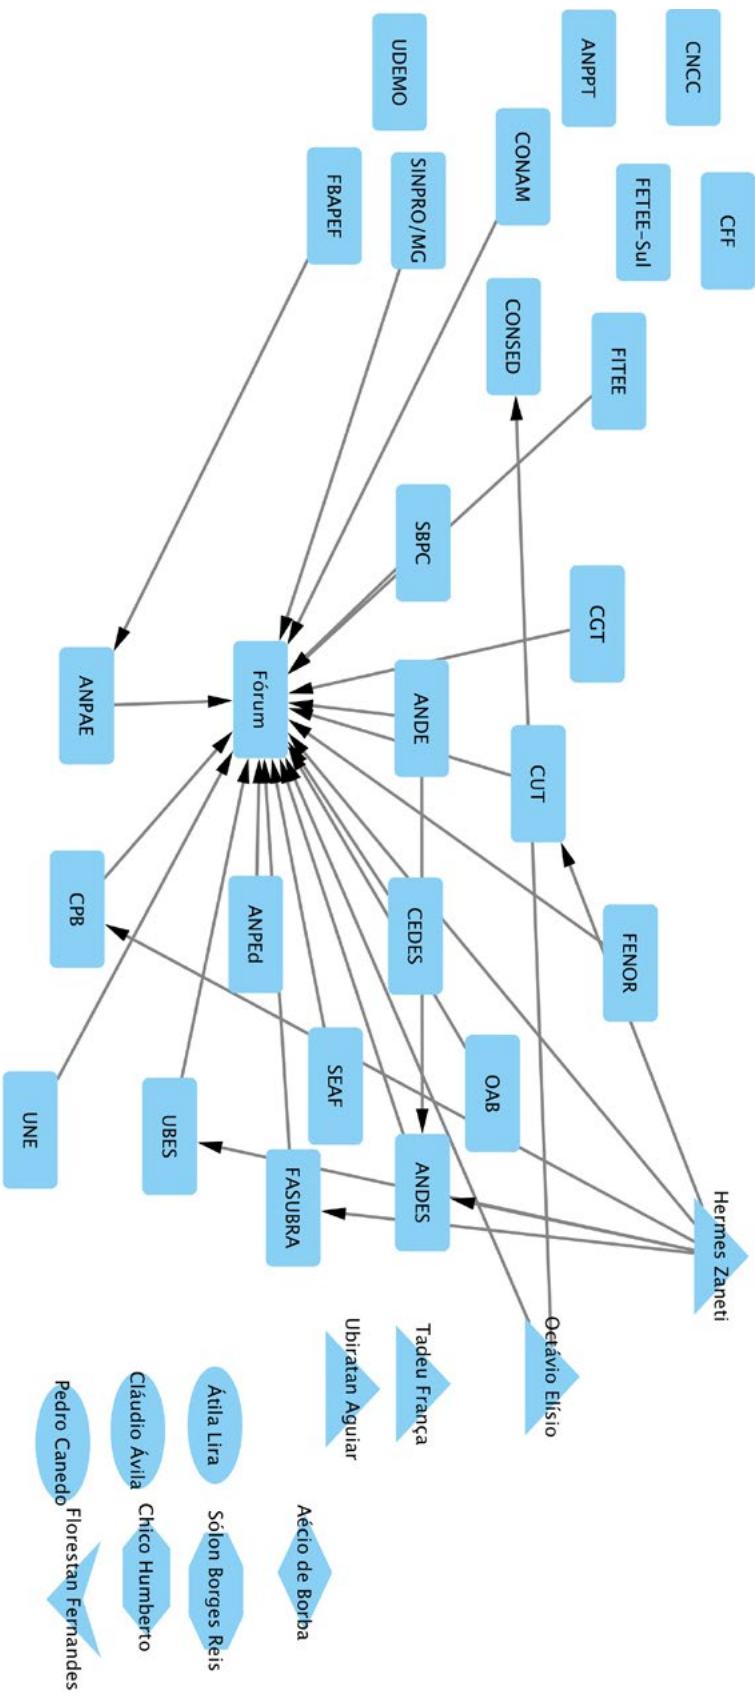 CFF
Hermes Zaneti
CNCC
FETEE-Sul
FENOR
FITEE
CGT
ANPPT
Octávio Elísio
CUT
CONAM
CONSED
OAB
SBPC
ANDE
ANDES
Tadeu França
SINPRO/MG
CEDES
UDEMO
Ubiratan Aguiar
FBAPEF
SEAF
Aécio de Borba
FASUBRA
Fórum
ANPEd
Átila Lira
Sólon Borges Reis
UBES
Cláudio Ávila
Chico Humberto
ANPAE
CPB
Pedro Canedo
Florestan Fernandes
UNE